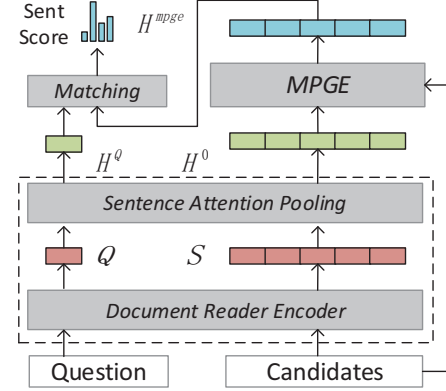 Sent
Score
H^mpge
Matching
MPGE
H^Q
H^0
Sentence Attention Pooling
Q
S
Document Reader Encoder
Question
Candidates